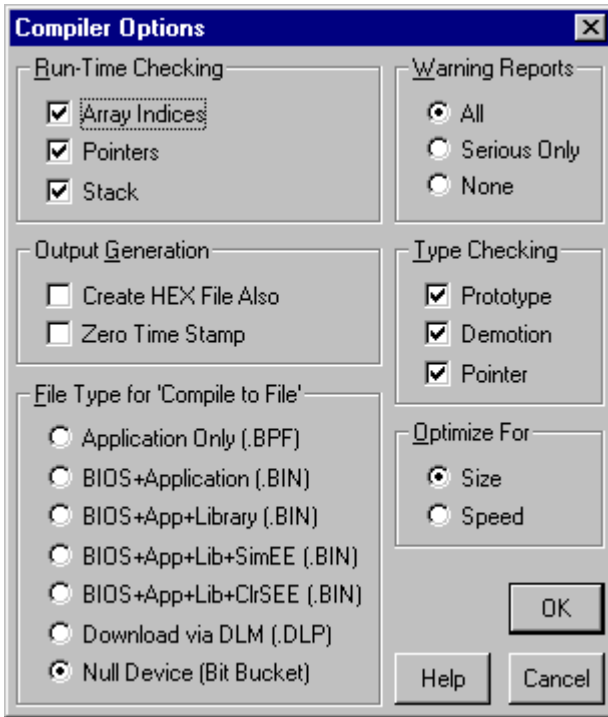 Compiler Options
Run-Time Checking
Array Indices
Pointers
Stack
Warning Reports
All
Serious Only
None
Output Generation
Create HEX File Also
Zero Time Stamp
Type Checking
Prototype
Demotion
Pointer
File Type for 'Compile to File'
Application Only (.BPF)
BIOS+Application (.BIN)
BIOS+App+Library (.BIN)
BIOS+App+Lib+SimEE (.BIN)
BIOS+App+Lib+ClrSEE (.BIN)
Download via DLM (.DLP)
Null Device (Bit Bucket)
Optimize For
Size
Speed
OK
Help
Cancel